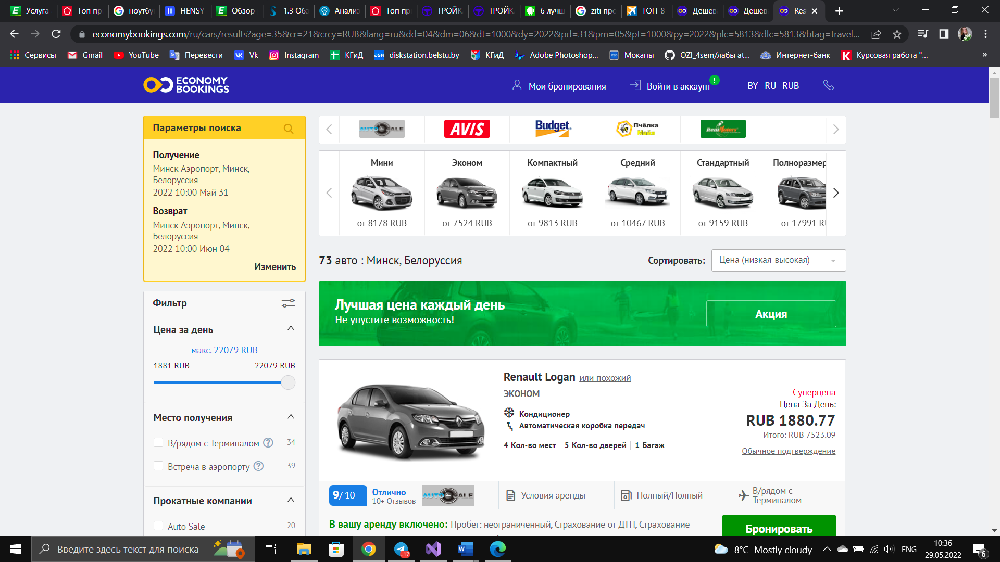 Услуга
Топ пр
ноутбу
HENSY
Обзор
1.3 Обз
Анализ
Топ пр
ТРОЙК
ТРОЙК
6 лучш
ziti про
ТОП-8
Дешев
Дешев
Res
economybookings.com/ru/cars/results?age=35&cr=21&crcy=RUB&lang=ru&dd=04&dm=06&dt=1000&dy=2022&pd=31&pm=05&pt=1000&py=2022&plc=5813&dlc=5813&btag=travel...
Сервисы
Gmail
YouTube
Перевести
Vk
Instagram
КГиД
diskstation.belstu.by
КГиД
Adobe Photoshop...
Мокапы
OZI_4sem/лабы at...
Интернет-банк
Курсовая работа "...
»
ECONOMY
BOOKINGS
Мои бронирования
Войти в аккаунт
!
BY RU RUB
Параметры поиска
Получение
Минск Аэропорт, Минск,
Белоруссия
2022 10:00 Май 31
Возврат
Минск Аэропорт, Минск,
Белоруссия
2022 10:00 Июн 04
Изменить
AUTO SALE
AVIS
Budget
Пчёлка
Майя
RentMotors
Мини
от 8178 RUB
Эконом
от 7524 RUB
Компактный
от 9813 RUB
Средний
от 10467 RUB
Стандартный
от 9159 RUB
Полноразмер
от 17991 RU
73 авто : Минск, Белоруссия
Сортировать:
Цена (низкая-высокая)
Лучшая цена каждый день
Не упустите возможность!
Акция
Фильтр
Цена за день
макс. 22079 RUB
1881 RUB
22079 RUB
Место получения
В/рядом с Терминалом ? 34
Встреча в аэропорту ? 39
Прокатные компании
Auto Sale 20
Renault Logan или похожий
ЭКОНОМ
Кондиционер
Автоматическая коробка передач
4 Кол-во мест | 5 Кол-во дверей | 1 Багаж
Суперцена
Цена За День:
RUB 1880.77
Итого: RUB 7523.09
Обычное подтверждение
9/ 10
Отлично
10+ Отзывов
AUTO SALE
Условия аренды
Полный/Полный
В/рядом с
Терминалом
В вашу аренду включено: Пробег: неограниченный, Страхование от ДТП, Страхование
Бронировать
Введите здесь текст для поиска
..17
8°C Mostly cloudy
ENG
10:36
29.05.2022
6